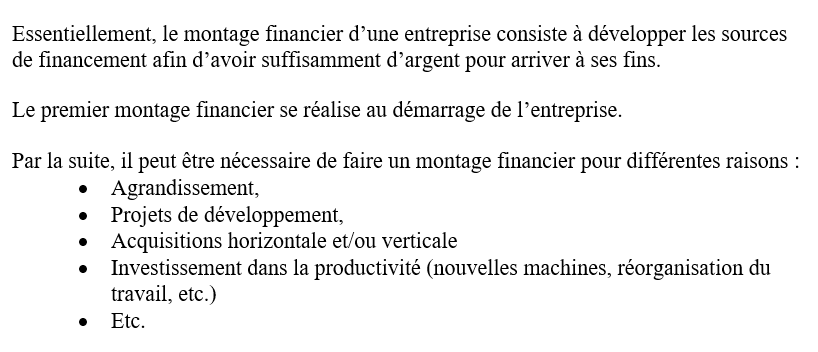 Essentiellement, le montage financier d’une entreprise consiste à développer les sources
de financement afin d’avoir suffisamment d’argent pour arriver à ses fins.
Le premier montage financier se réalise au démarrage de l’entreprise.
Par la suite, il peut être nécessaire de faire un montage financier pour différentes raisons :
• Agrandissement,
• Projets de développement,
• Acquisitions horizontale et/ou verticale
• Investissement dans la productivité (nouvelles machines, réorganisation du
travail, etc.)
• Etc.